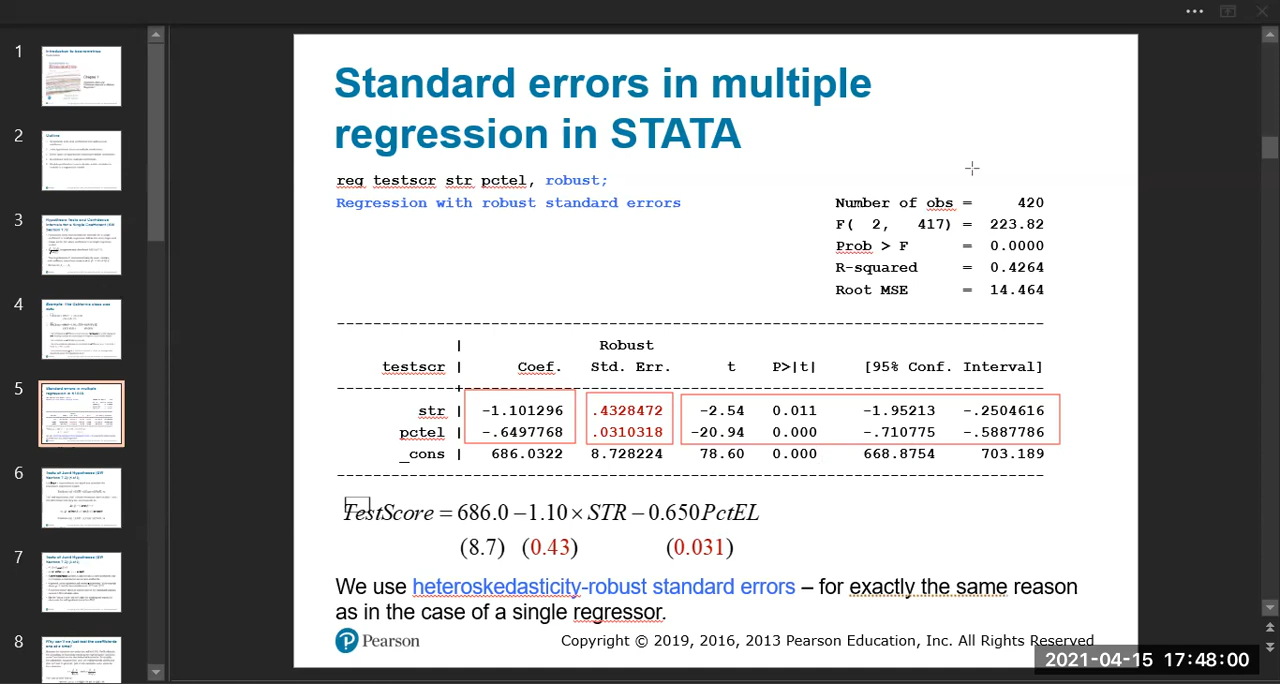 1
2
3
4
5
6
7
8
Standard errors in multiple
regression in STATA
reg testscr str pctel, robust;
Regression with robust standard errors
Number of obs = 420
F( 2, 417) = 223.82
Prob > F = 0.0000
R-squared = 0.4264
Root MSE = 14.464
| Robust
testscr | Coef. Std. Err. t P>|t| [95% Conf. Interval]
str | -1.101296 .4328472 -2.54 0.011 -1.95213 -.2504616
pctel | .0310318 -20.94 0.000 -.710775 -.5887786
_cons | 686.0322 8.728224 78.60 0.000 668.8754 703.189
TestScore = 686.0 – 1.10 × STR – 0.650 PctEL
(8.7) (0.43) (0.031)
We use heteroskedasticity-robust standard errors – for exactly the same reason
as in the case of a single regressor.
Pearson
Copyright © 2019, 2016, 2013 Pearson Education, Inc. All Rights Reserved
2021-04-15 17:48:00